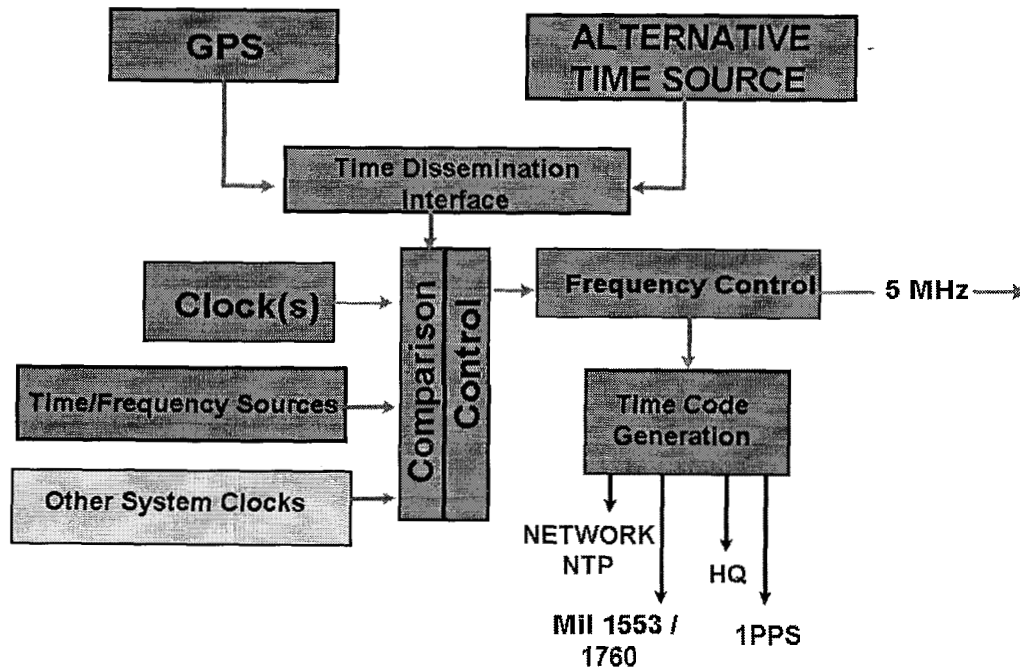 GPS
ALTERNATIVE
TIME SOURCE
Time Dissemination
Interface
Clock(s)
Time/Frequency Sources
Other System Clocks
Comparison
Control
Frequency Control
5 MHz
Time Code
Generation
NETWORK
NTP
Mil 1553 /
1760
HQ
1PPS